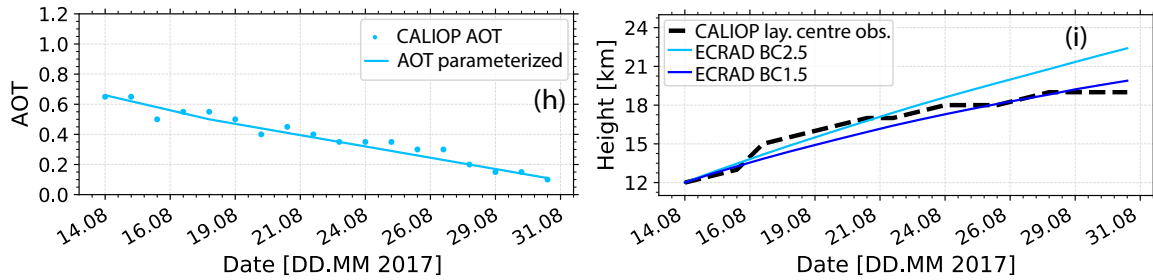 1.2
1.0
0.8
0.6
0.4
0.2
0.0
AOT
CALIOP AOT
AOT parameterized
(h)
14.08
16.08
19.08
21.08
24.08
26.08
29.08
31.08
Date [DD.MM 2017]
24
21
18
15
12
Height [km]
CALIOP lay. centre obs.
ECRAD BC2.5
ECRAD BC1.5
(i)
14.08
16.08
19.08
21.08
24.08
26.08
29.08
31.08
Date [DD.MM 2017]